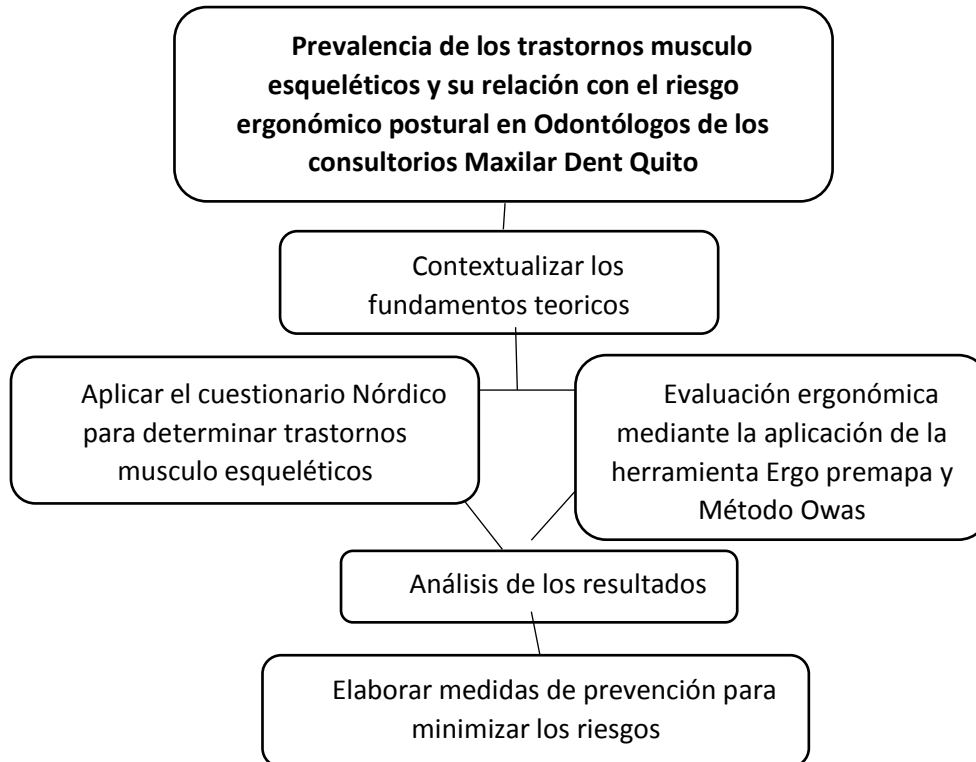 Prevalencia de los trastornos musculo
esqueléticos y su relación con el riesgo
ergonómico postural en Odontólogos de los
consultorios Maxilar Dent Quito
Contextualizar los
fundamentos teoricos
Aplicar el cuestionario Nórdico
para determinar trastornos
musculo esqueléticos
Evaluación ergonómica
mediante la aplicación de la
herramienta Ergo premapa y
Método Owas
Análisis de los resultados
Elaborar medidas de prevención para
minimizar los riesgos